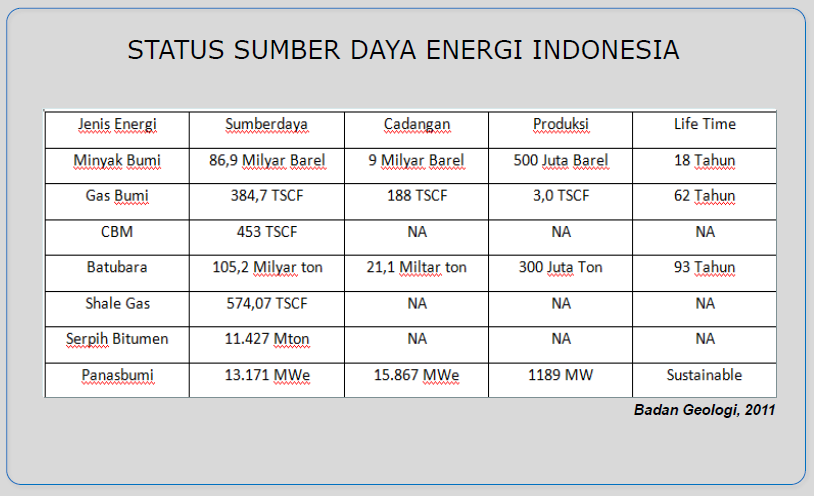 STATUS SUMBER DAYA ENERGI INDONESIA
Jenis Energi Sumberdaya Cadangan Produksi Life Time
Minyak Bumi 86,9 Milyar Barel 9 Milyar Barel 500 Juta Barel 18 Tahun
Gas Bumi 384,7 TSCF 188 TSCF 3,0 TSCF 62 Tahun
CBM 453 TSCF NA NA NA
Batubara 105,2 Milyar ton 21,1 Miltar ton 300 Juta Ton 93 Tahun
Shale Gas 574,07 TSCF NA NA NA
Serpih Bitumen 11.427 Mton NA NA NA
Panasbumi 13.171 MWe 15.867 MWe 1189 MW Sustainable
Badan Geologi, 2011